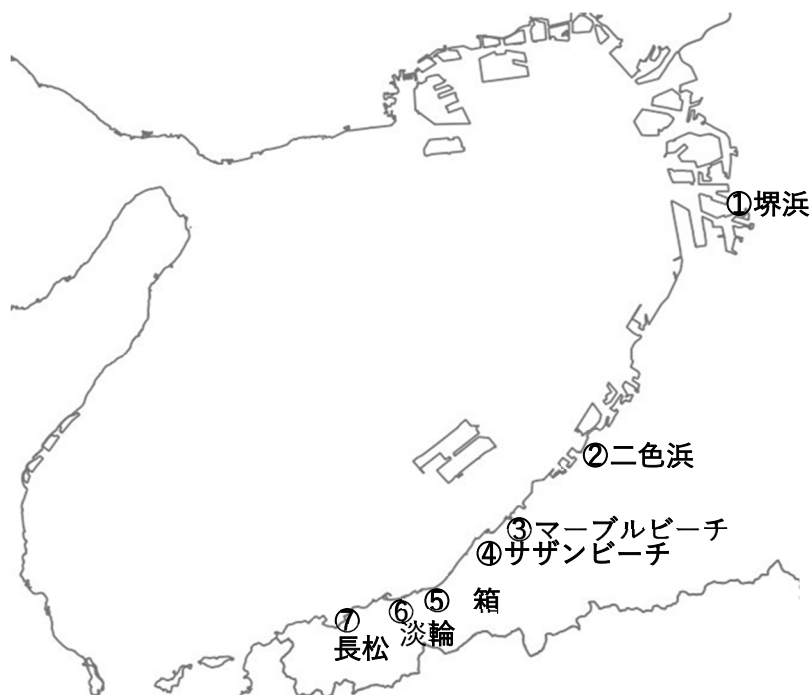 ①堺浜
②二色浜
③マーブルビーチ
④サザンビーチ
⑤ 箱
⑥
淡輪
⑦
長松